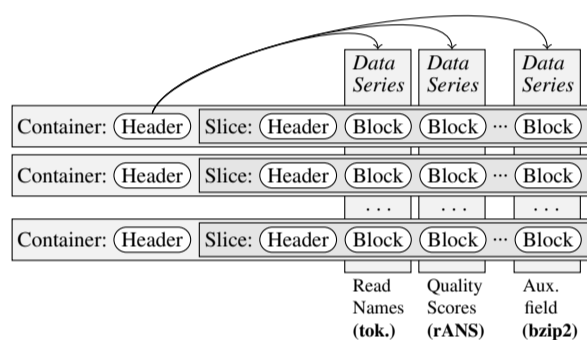 Data Data Data
Series Series Series
Container: Header Slice: Header Block Block ... Block
Container: Header Slice: Header Block Block ... Block
... ... ...
Container: Header Slice: Header Block Block ... Block
Read Quality Aux.
Names Scores field
(tok.) (rANS) (bzip2)